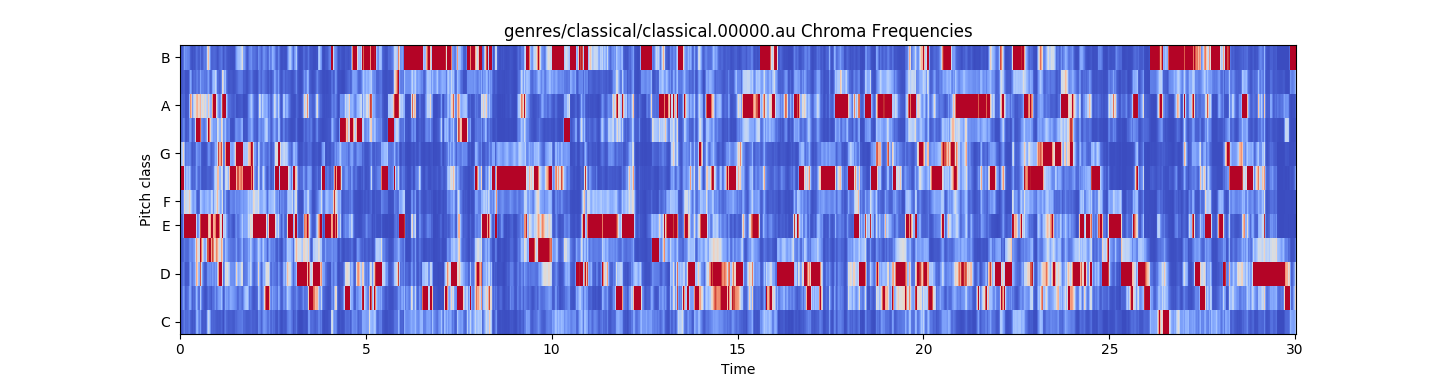 genres/classical/classical.00000.au Chroma Frequencies
Pitch class
B
A
G
F
E
D
C
0 5 10 15 20 25 30
Time